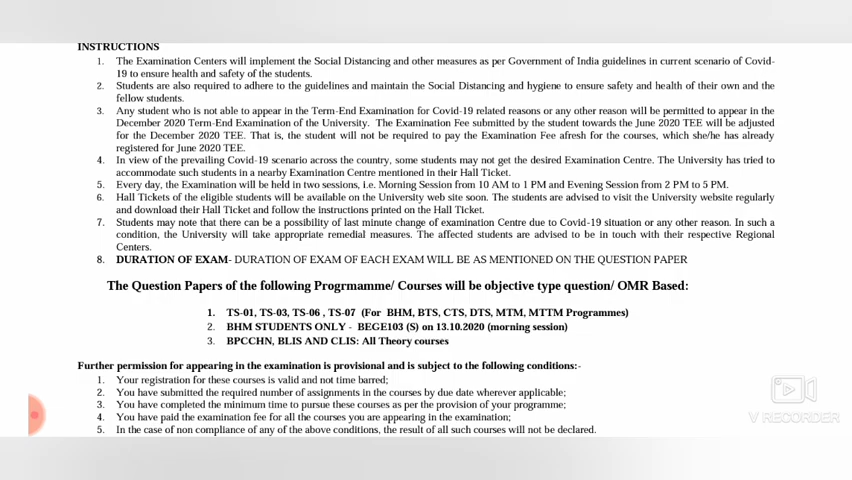 INSTRUCTIONS
1. The Examination Centers will implement the Social Distancing and other measures as per Government of India guidelines in current scenario of Covid-
19 to ensure health and safety of the students.
2. Students are also required to adhere to the guidelines and maintain the Social Distancing and hygiene to ensure safety and health of their own and the
fellow students.
3. Any student who is not able to appear in the Term-End Examination for Covid-19 related reasons or any other reason will be permitted to appear in the
December 2020 Term-End Examination of the University. The Examination Fee submitted by the student towards the June 2020 TEE will be adjusted
for the December 2020 TEE. That is, the student will not be required to pay the Examination Fee afresh for the courses, which she/he has already
registered for June 2020 TEE.
4. In view of the prevailing Covid-19 scenario across the country, some students may not get the desired Examination Centre. The University has tried to
accommodate such students in a nearby Examination Centre mentioned in their Hall Ticket.
5. Every day, the Examination will be held in two sessions, i.e. Morning Session from 10 AM to 1 PM and Evening Session from 2 PM to 5 PM.
6. Hall Tickets of the eligible students will be available on the University web site soon. The students are advised to visit the University website regularly
and download their Hall Ticket and follow the instructions printed on the Hall Ticket.
7. Students may note that there can be a possibility of last minute change of examination Centre due to Covid-19 situation or any other reason. In such a
condition, the University will take appropriate remedial measures. The affected students are advised to be in touch with their respective Regional
Centers.
8. DURATION OF EXAM- DURATION OF EXAM OF EACH EXAM WILL BE AS MENTIONED ON THE QUESTION PAPER
The Question Papers of the following Progrmamme/ Courses will be objective type question/ OMR Based:
1. TS-01, TS-03, TS-06 , TS-07 (For BHM, BTS, CTS, DTS, MTM, MTTM Programmes)
2. BHM STUDENTS ONLY - BEGE103 (S) on 13.10.2020 (morning session)
3. BPCCHN, BLIS AND CLIS: All Theory courses
Further permission for appearing in the examination is provisional and is subject to the following conditions:-
1. Your registration for these courses is valid and not time barred;
2. You have submitted the required number of assignments in the courses by due date wherever applicable;
3. You have completed the minimum time to pursue these courses as per the provision of your programme;
4. You have paid the examination fee for all the courses you are appearing in the examination;
5. In the case of non compliance of any of the above conditions, the result of all such courses will not be declared.
V RECORDER